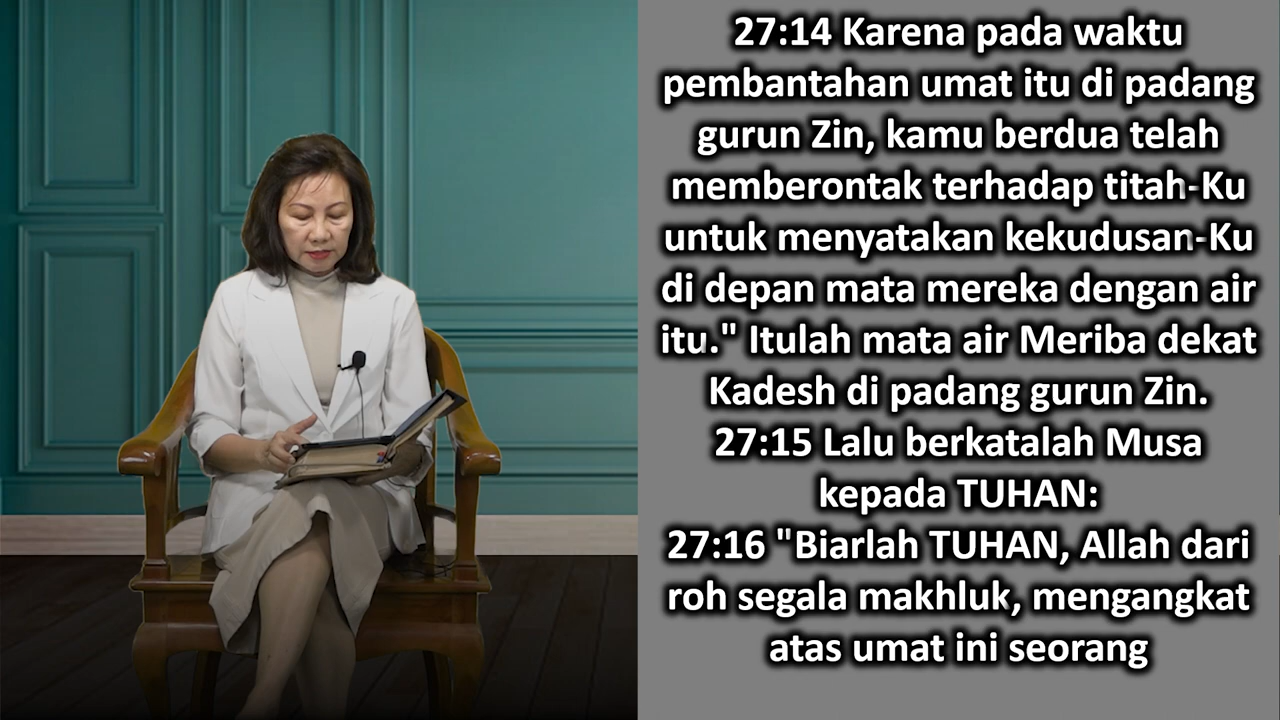 27:14 Karena pada waktu
pembantahan umat itu di padang
gurun Zin, kamu berdua telah
memberontak terhadap titah-Ku
untuk menyatakan kekudusan-Ku
di depan mata mereka dengan air
itu." Itulah mata air Meriba dekat
Kadesh di padang gurun Zin.
27:15 Lalu berkatalah Musa
kepada TUHAN:
27:16 "Biarlah TUHAN, Allah dari
roh segala makhluk, mengangkat
atas umat ini seorang